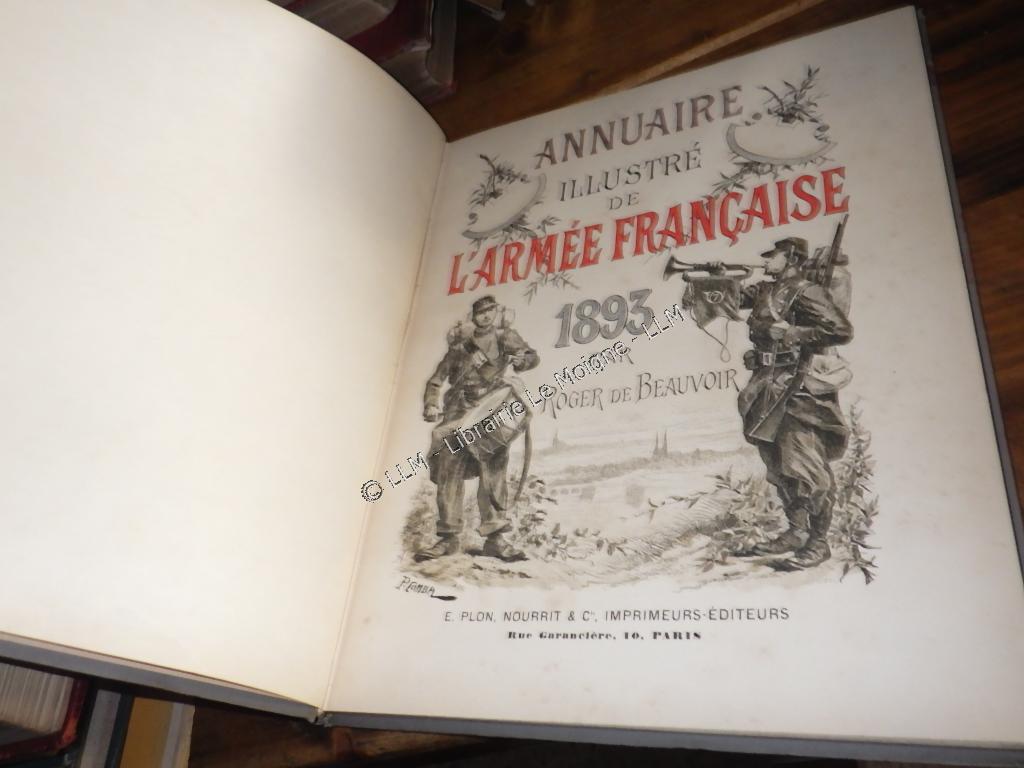 ANNUAIRE
ILLUSTRÉ
DE
L'ARMÉE FRANÇAISE
1893
ROGER DE BEAUVOIR
© LLM - Librairie Le Moigne - LLM
P. COMBA
E. PLON, NOURRIT & Cie, IMPRIMEURS-ÉDITEURS
Rue Garancière, 10, PARIS